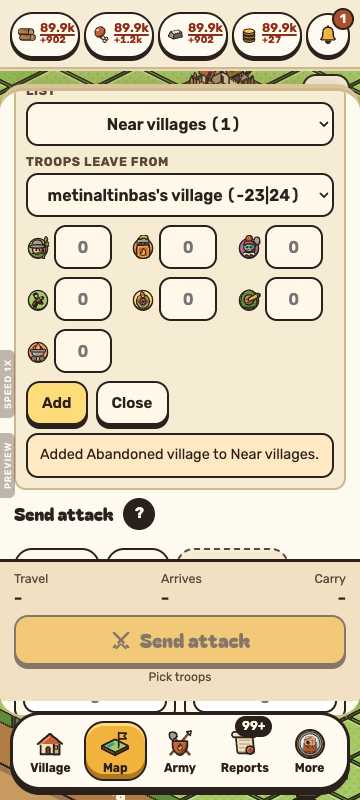 89.9k 89.9k 89.9k 89.9k 1
+902 +1.2k +902 +27
LIST
Near villages (1)
TROOPS LEAVE FROM
metinaltinbas's village (-23|24)
0 0 0
0 0 0
0
SPEED 1X
Add Close
PREVIEW
Added Abandoned village to Near villages.
Send attack ?
Travel Arrives Carry
- - -
Send attack
Pick troops
99+
Village Map Army Reports More